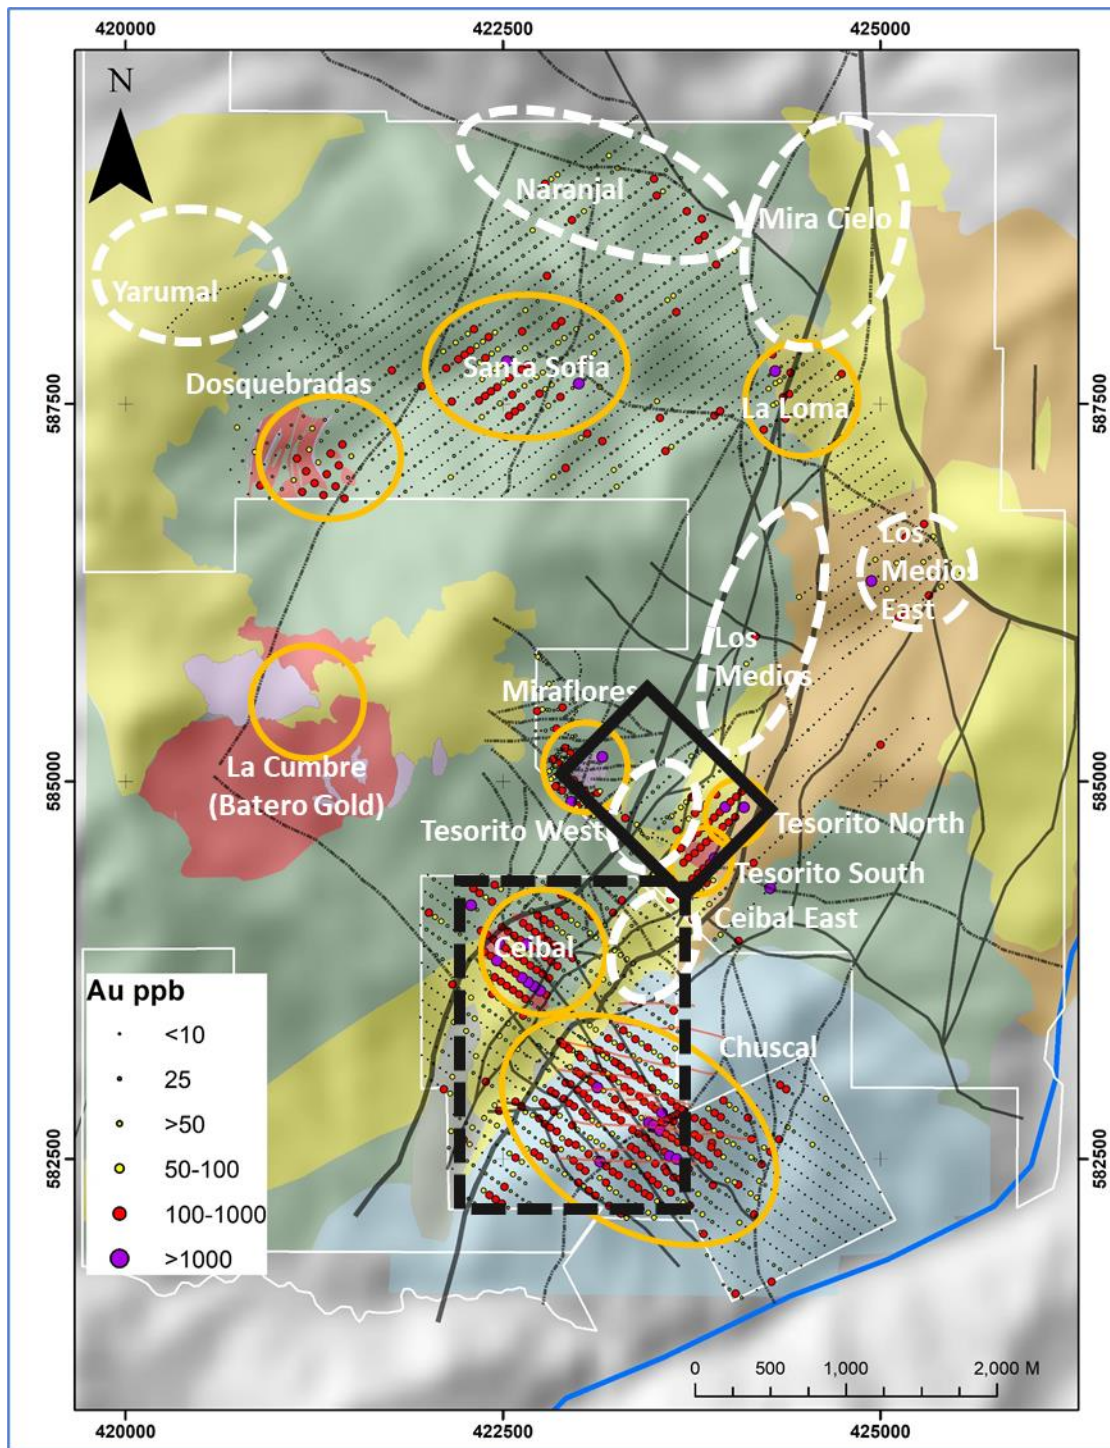 420000 422500 425000
N
Naranjal
Mira Cielo
Yarumal
Santa Sofia
Dosquebradas
587500 587500
La Loma
Los
Medios
East
Los
Medios
Miraflores
La Cumbre
(Batero Gold)
585000 585000
Tesorito West
Tesorito North
Tesorito South
Ceibal East
Ceibal
Chuscal
Au ppb
<10
25
>50
50-100
100-1000
>1000
582500 582500
0 500 1,000 2,000 M
420000 422500 425000